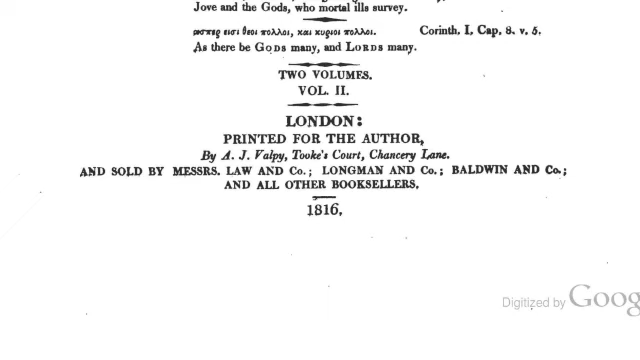 Jove and the Gods, who mortal ills survey.
ωσπερ εισι θεοι πολλοι, και κυριοι πολλοι. Corinth. I. Cap. 8. v. 5.
As there be GODS many, and LORDS many.
TWO VOLUMES.
VOL. II.
LONDON:
PRINTED FOR THE AUTHOR,
By A. J. Valpy, Tooke's Court, Chancery Lane.
AND SOLD BY MESSRS. LAW AND Co.; LONGMAN AND Co.; BALDWIN AND Co.;
AND ALL OTHER BOOKSELLERS.
1816.
Digitized by Goog